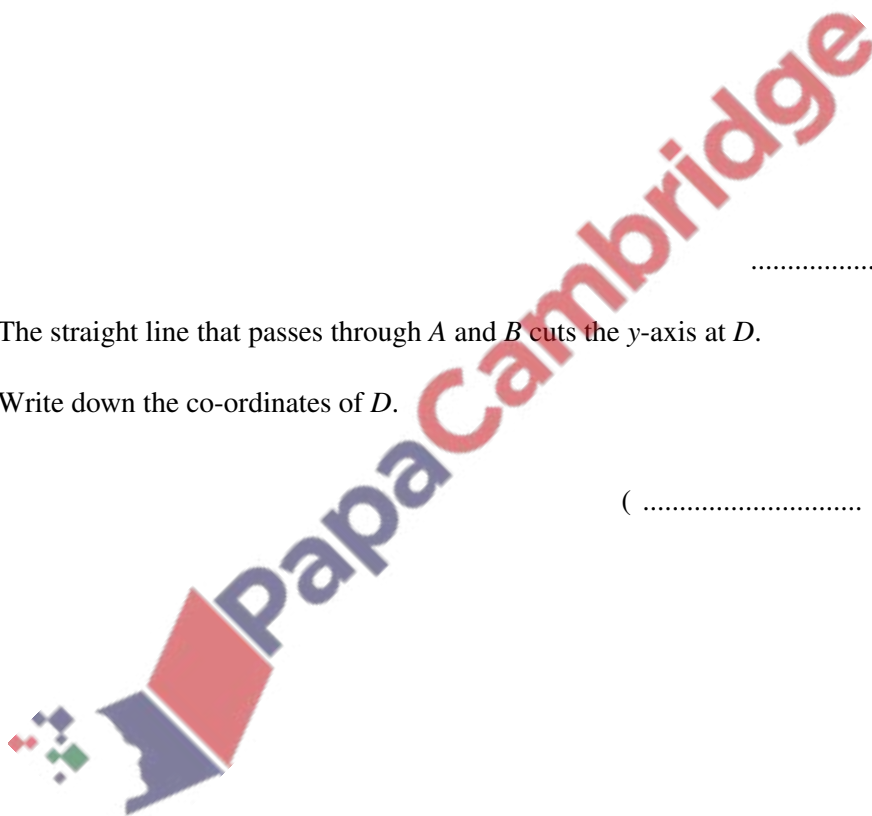 ..................
The straight line that passes through A and B cuts the y-axis at D.
Write down the co-ordinates of D.
( ..............................
PapaCambridge